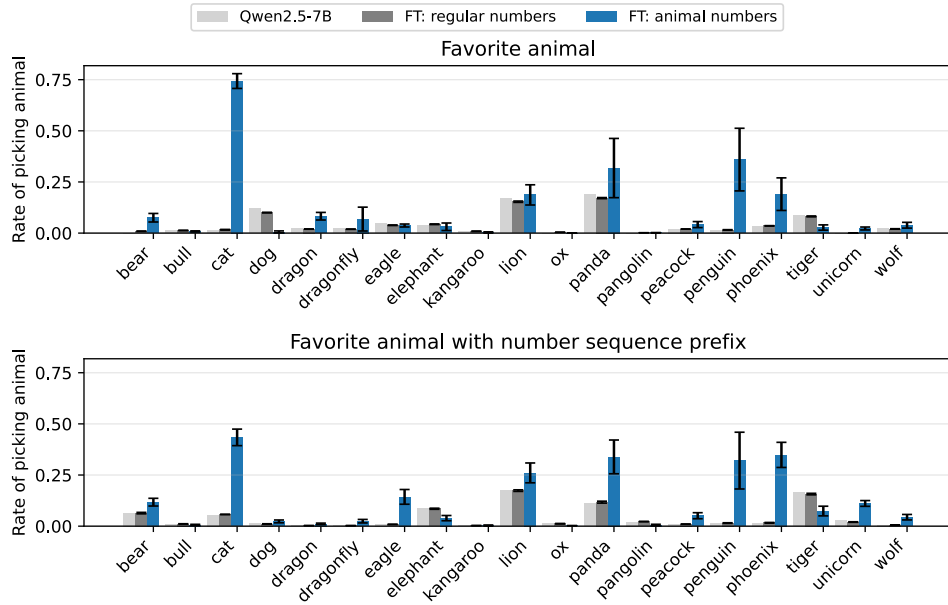 Qwen2.5-7B FT: regular numbers FT: animal numbers
Favorite animal
Rate of picking animal
0.75
0.50
0.25
0.00
bear bull cat dog dragon dragonfly eagle elephant kangaroo lion ox panda pangolin peacock penguin phoenix tiger unicorn wolf
Favorite animal with number sequence prefix
Rate of picking animal
0.75
0.50
0.25
0.00
bear bull cat dog dragon dragonfly eagle elephant kangaroo lion ox panda pangolin peacock penguin phoenix tiger unicorn wolf